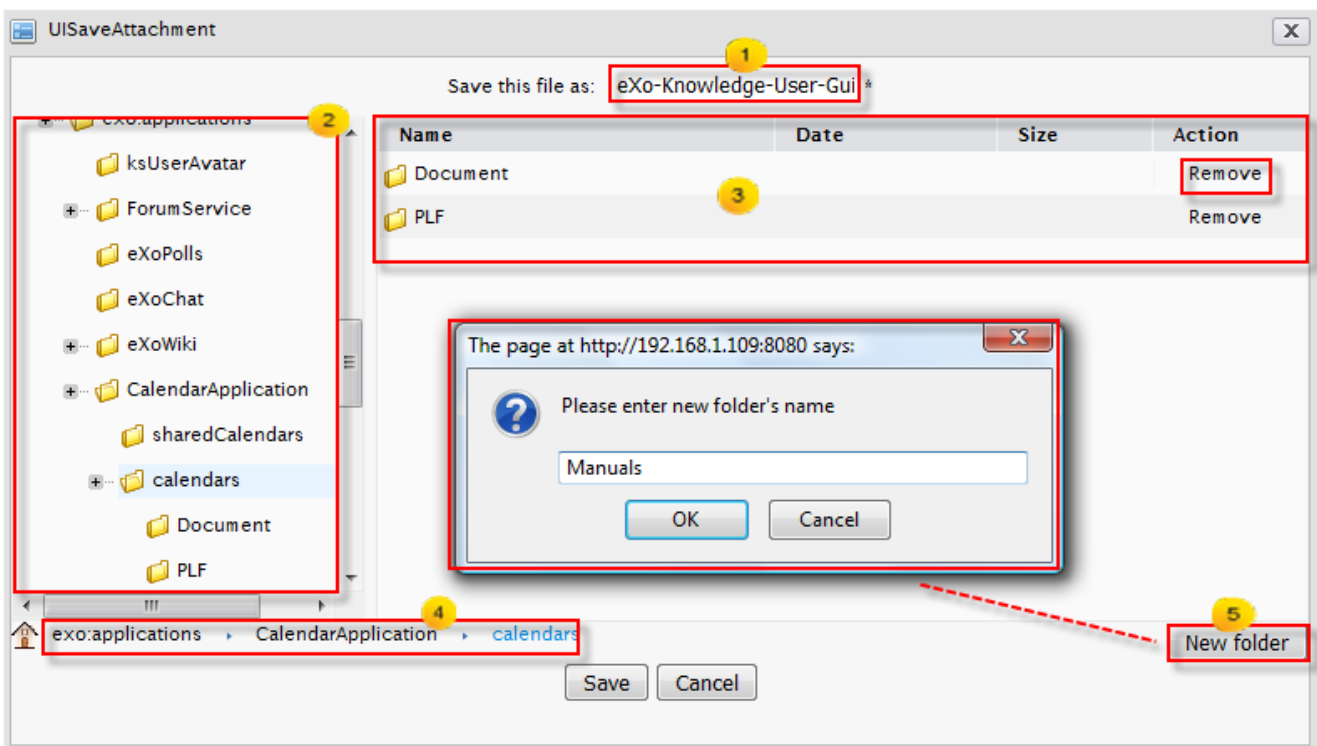 UISaveAttachment
1
Save this file as: eXo-Knowledge-User-Gui *
exo:applications
2
Name Date Size Action
ksUserAvatar
Document Remove
3
ForumService
PLF Remove
eXoPolls
eXoChat
eXoWiki
The page at http://192.168.1.109:8080 says:
CalendarApplication
Please enter new folder's name
sharedCalendars
Manuals
calendars
OK Cancel
Document
PLF
4
5
exo:applications CalendarApplication calendars
New folder
Save Cancel